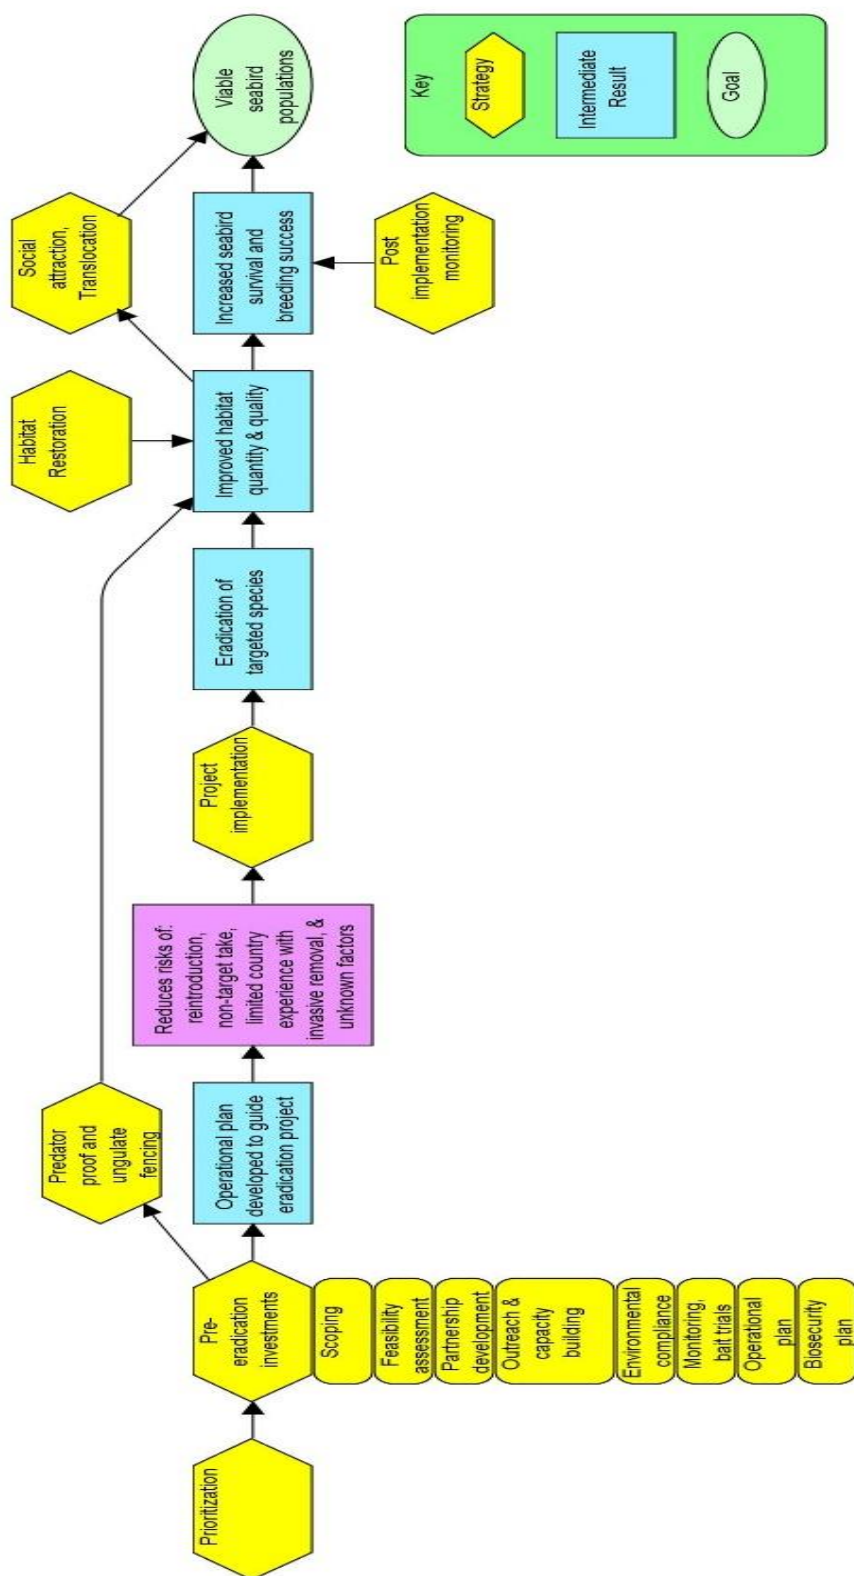 Prioritization
Pre-
eradication
investments
Scoping
Feasibility
assessment
Partnership
development
Outreach &
capacity
building
Environmental
compliance
Monitoring,
bait trials
Operational
plan
Biosecurity
plan
Predator
proof and
ungulate
fencing
Operational plan
developed to guide
eradication project
Reduces risks of:
reintroduction,
non-target take,
limited country
experience with
invasive removal, &
unknown factors
Project
implementation
Eradication of
targeted species
Habitat
Restoration
Improved habitat
quantity & quality
Social
attraction,
Translocation
Increased seabird
survival and
breeding success
Post
implementation
monitoring
Viable
seabird
populations
Key
Strategy
Intermediate
Result
Goal